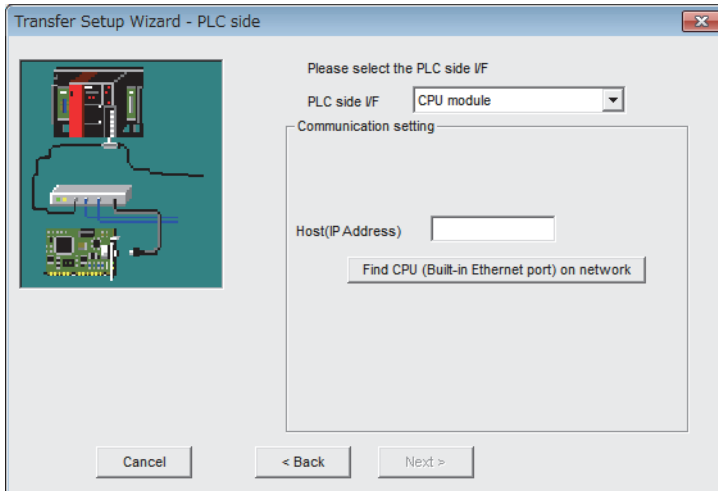 Transfer Setup Wizard - PLC side
Please select the PLC side I/F
PLC side I/F CPU module
Communication setting
Host(IP Address)
Find CPU (Built-in Ethernet port) on network
Cancel < Back Next >